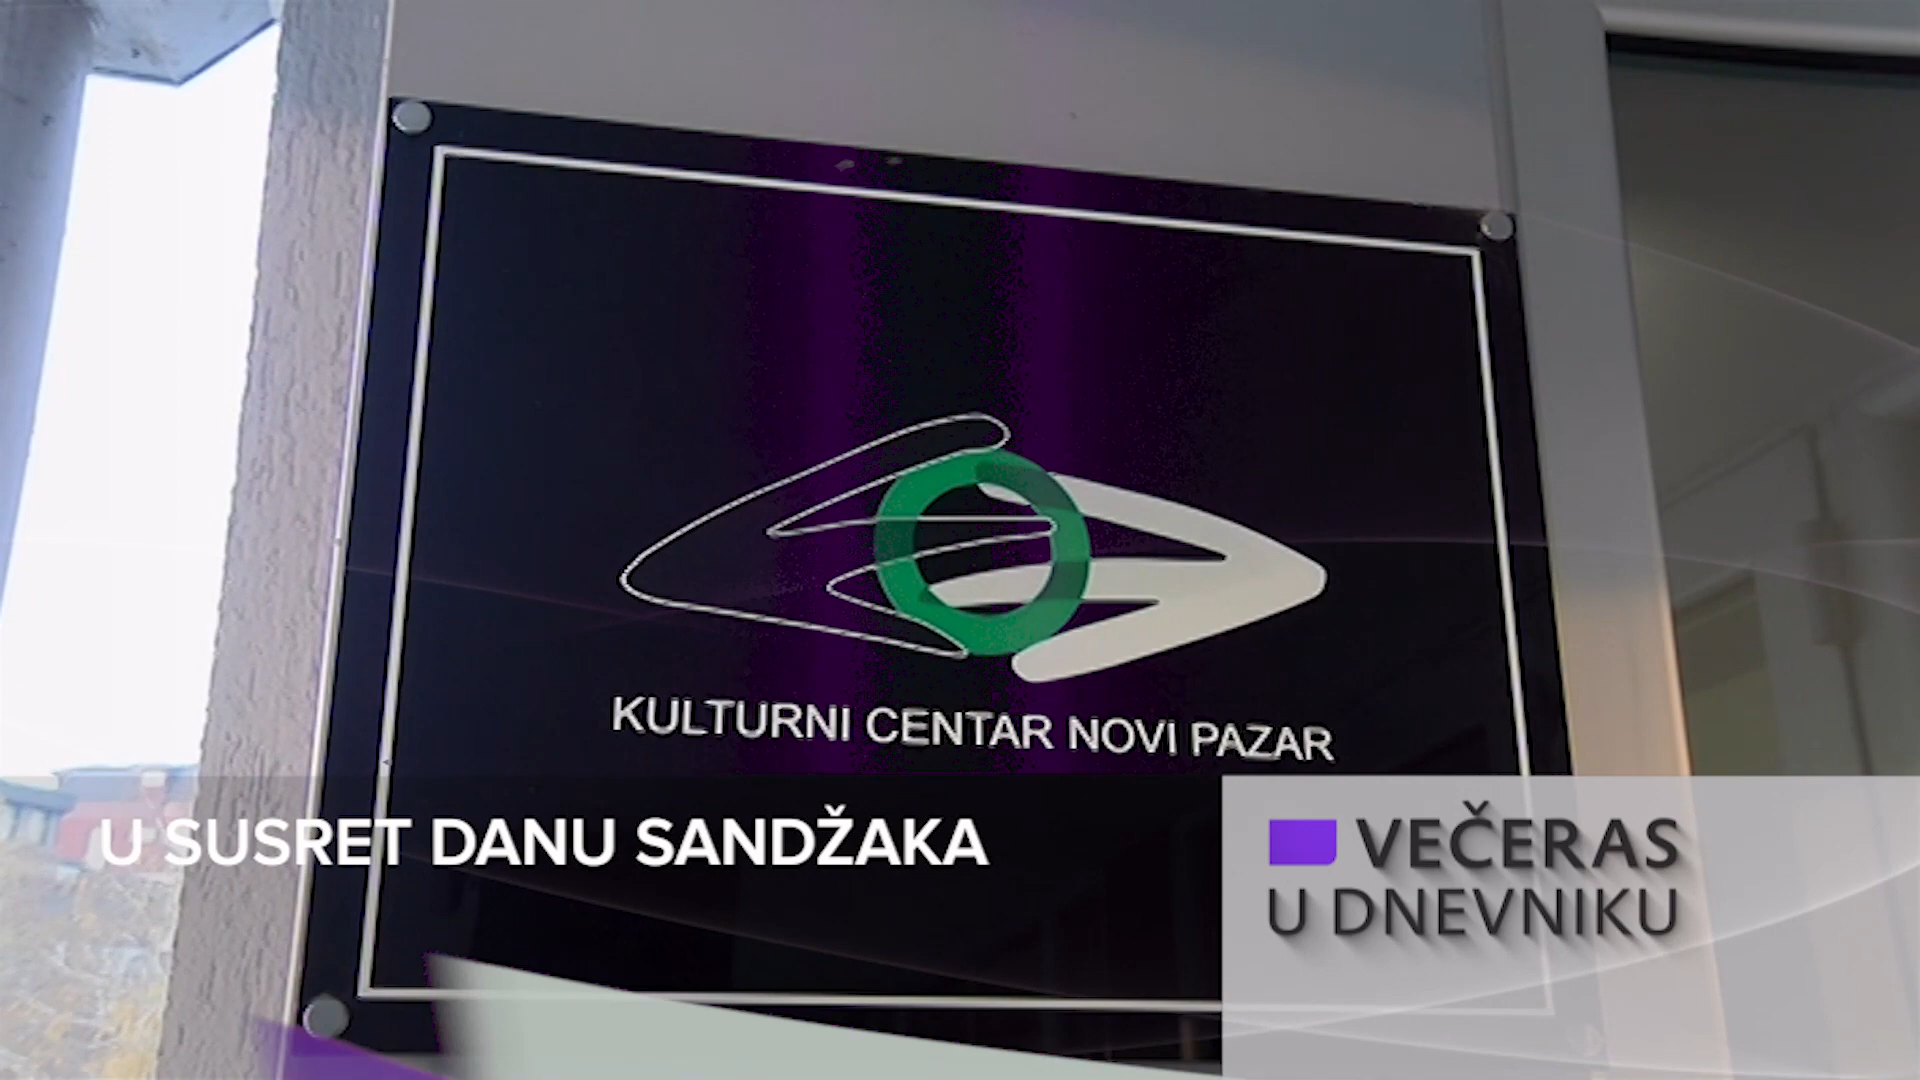 KULTURNI CENTAR NOVI PAZAR
U SUSRET DANU SANDŽAKA
VEČERAS
U DNEVNIKU